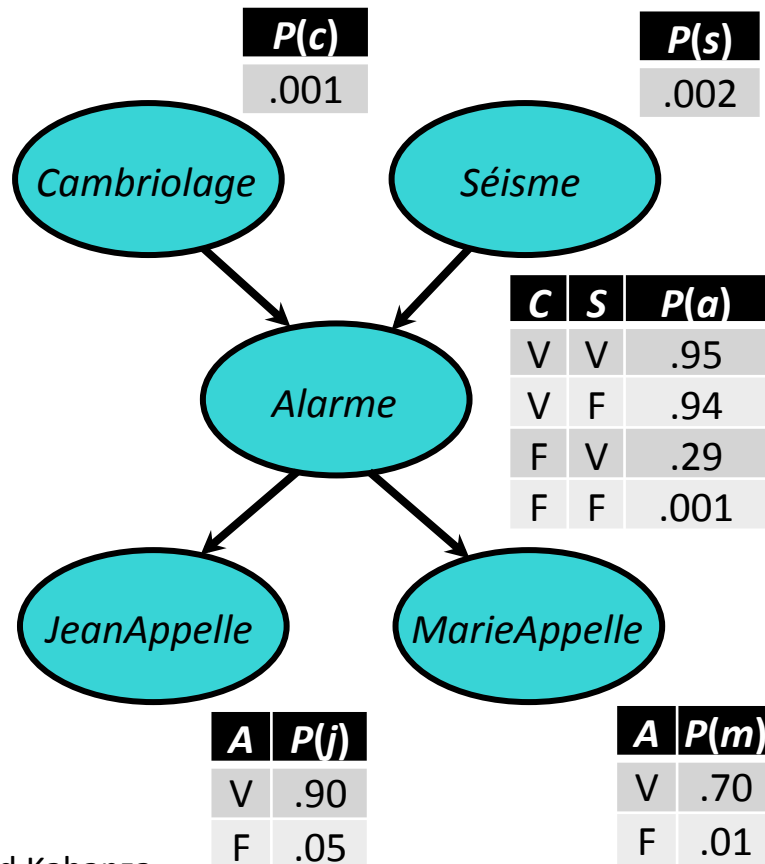 P(c)
.001
P(s)
.002
Cambriolage
Séisme
C S P(a)
V V .95
V F .94
F V .29
F F .001
Alarme
JeanAppelle
MarieAppelle
A P(j)
V .90
F .05
A P(m)
V .70
F .01